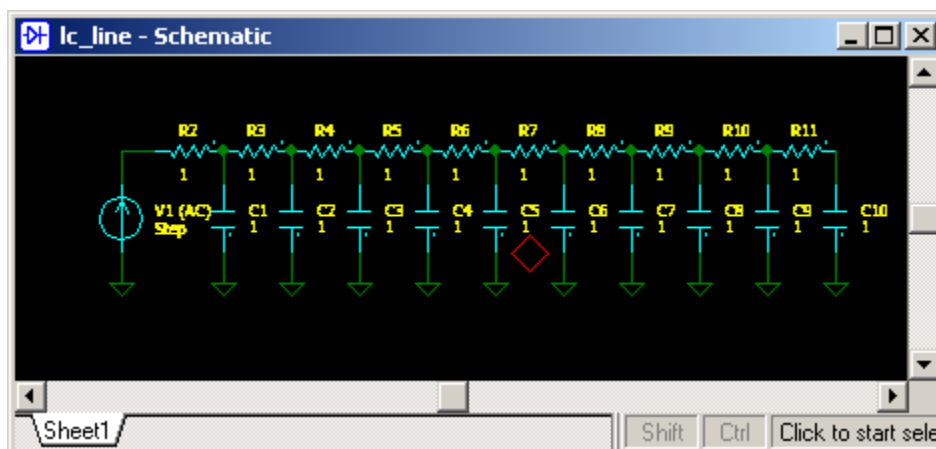 lc_line - Schematic
R2 R3 R4 R5 R6 R7 R8 R9 R10 R11
1 1 1 1 1 1 1 1 1 1
V1 (AC) C1 C2 C3 C4 C5 C6 C7 C8 C9 C10
Step 1 1 1 1 1 1 1 1 1 1
Sheet1 Shift Ctrl Click to start sele